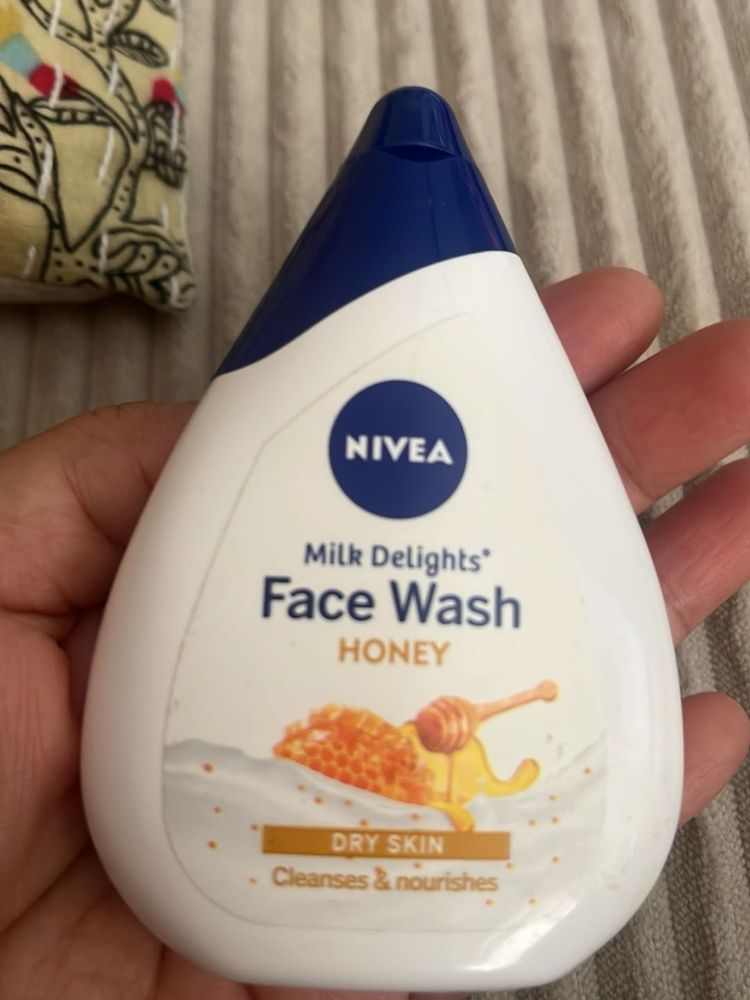 NIVEA
Milk Delights*
Face Wash
HONEY
DRY SKIN
Cleanses & nourishes